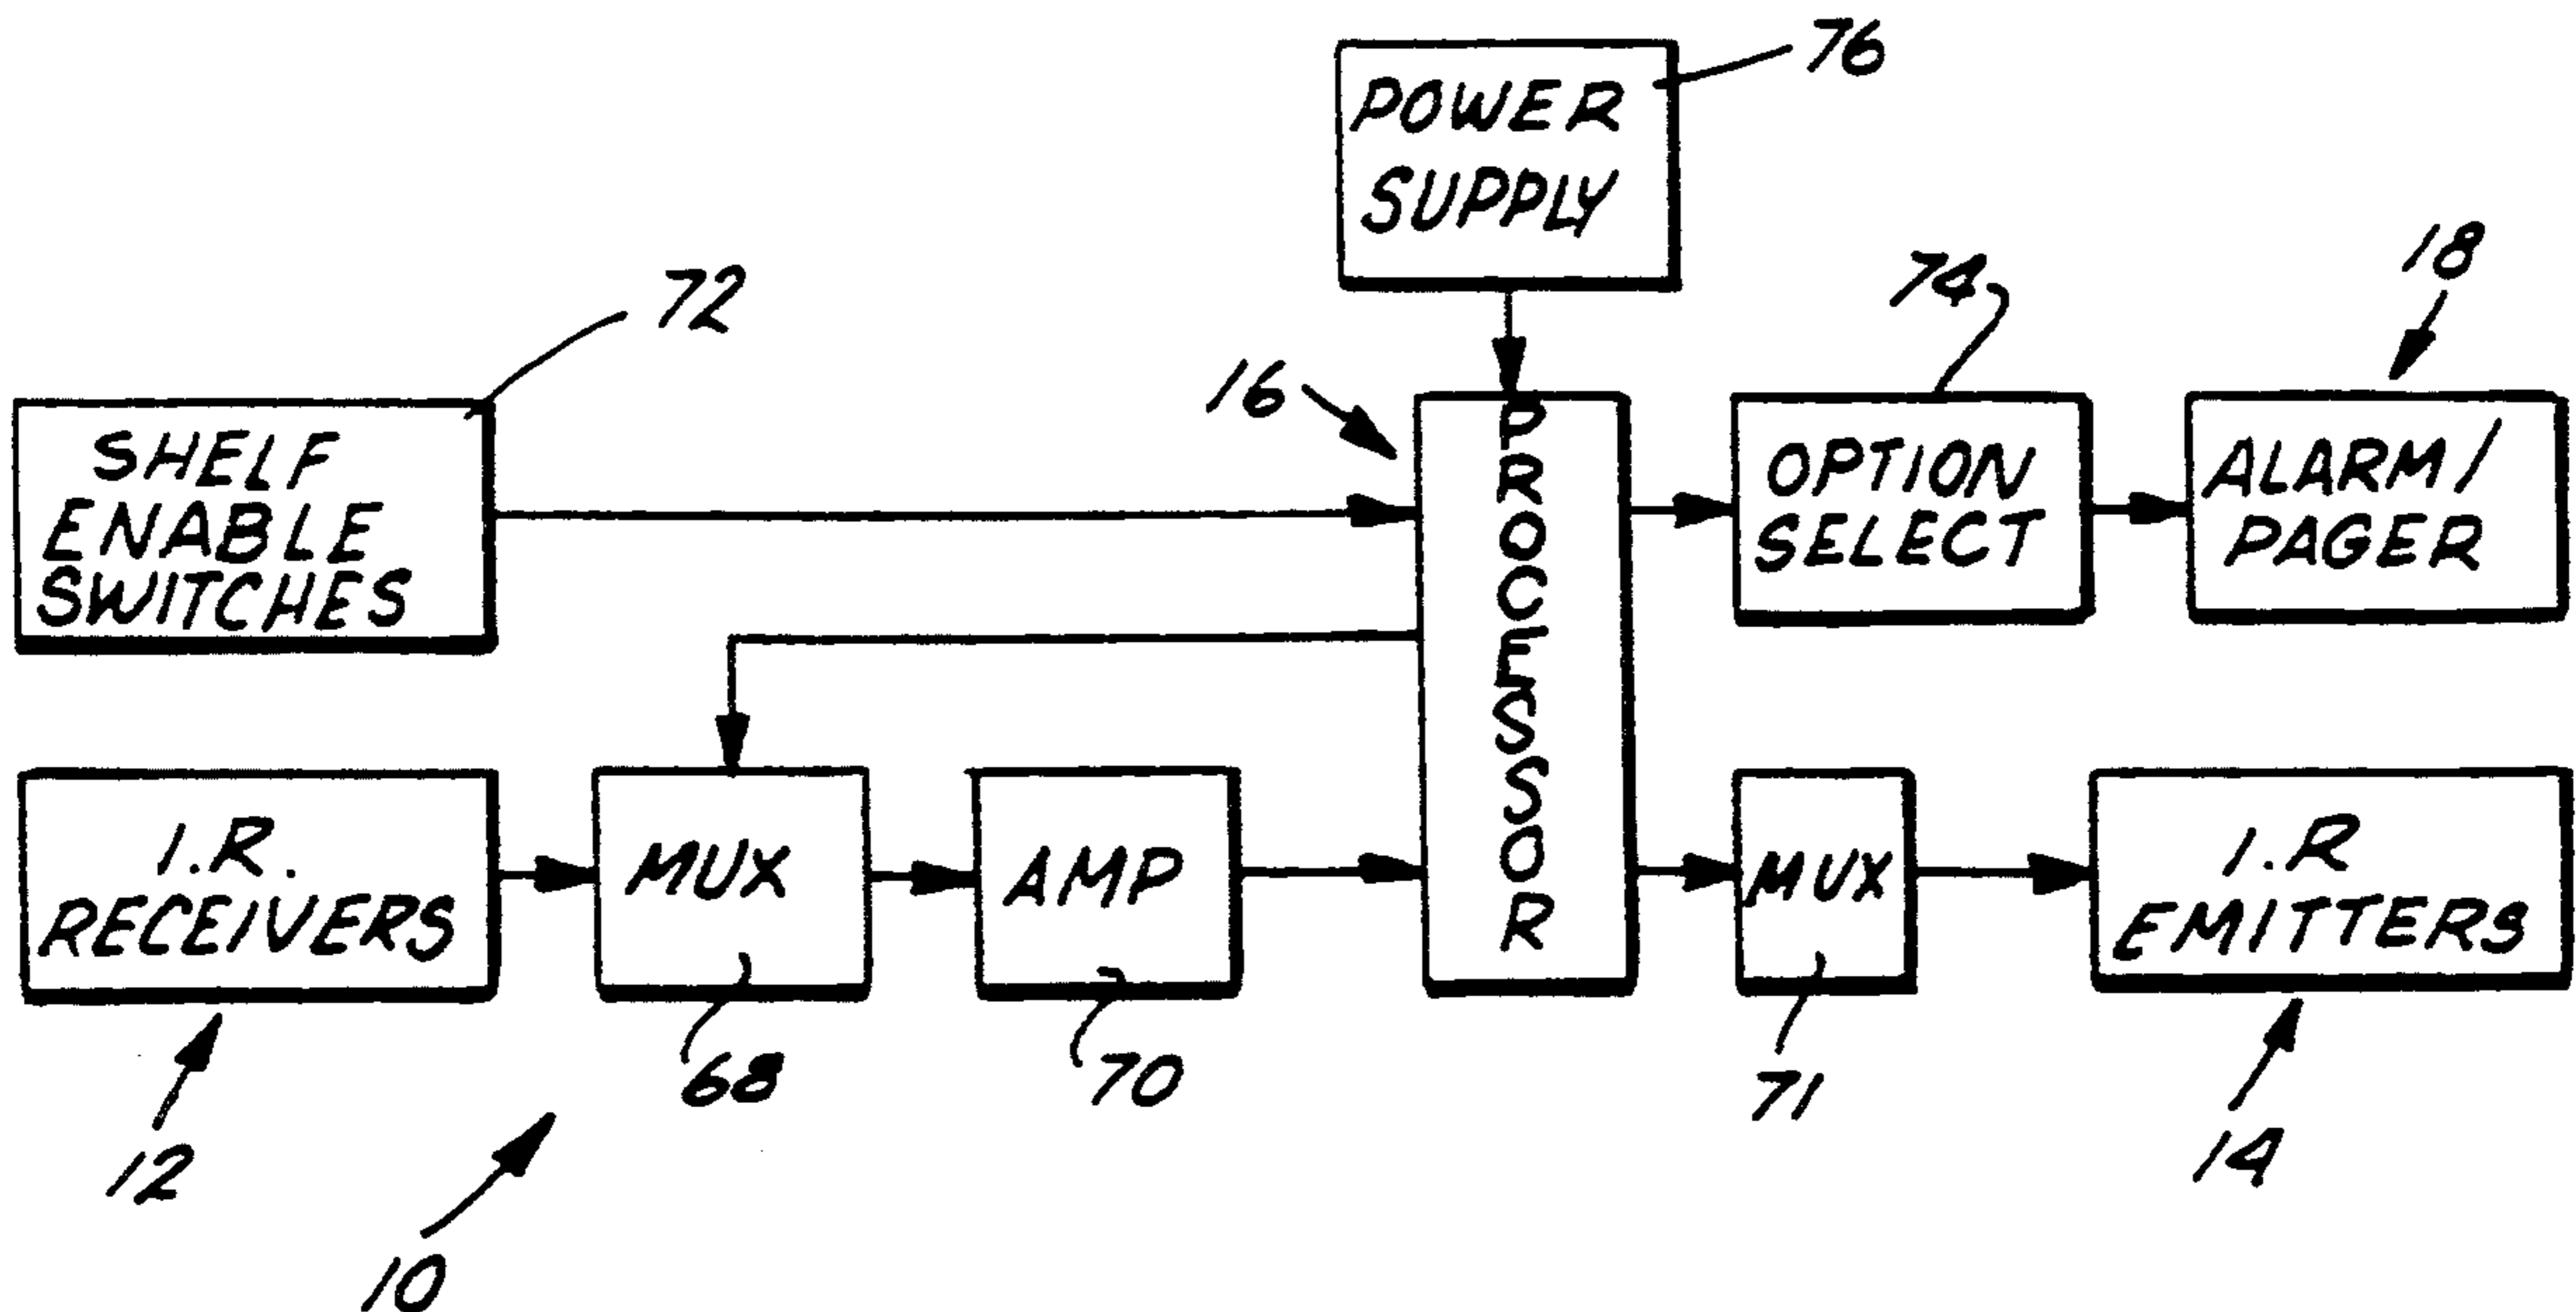 76
POWER
SUPPLY
18
74
72
16
SHELF
ENABLE
SWITCHES
PROCESSOR
OPTION
SELECT
ALARM/
PAGER
I.R.
RECEIVERS
MUX
AMP
MUX
I.R
EMITTERS
68
70
71
12
14
10